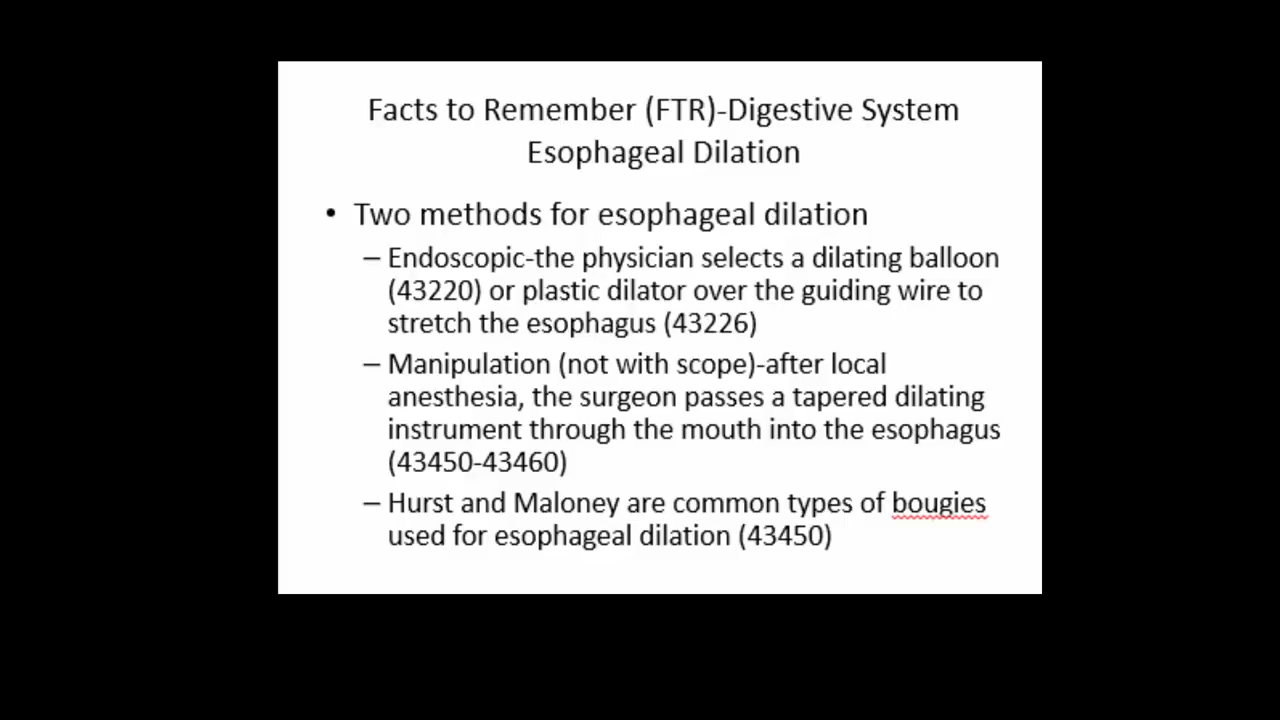 Facts to Remember (FTR)-Digestive System
Esophageal Dilation
• Two methods for esophageal dilation
– Endoscopic-the physician selects a dilating balloon
(43220) or plastic dilator over the guiding wire to
stretch the esophagus (43226)
– Manipulation (not with scope)-after local
anesthesia, the surgeon passes a tapered dilating
instrument through the mouth into the esophagus
(43450-43460)
– Hurst and Maloney are common types of bougies
used for esophageal dilation (43450)